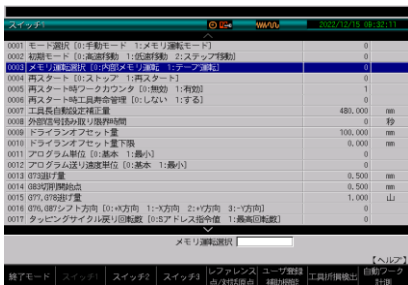 スイッチ1 2022/12/15 09:32:11
0001 モード選択 [0:手動モード 1:メモリ運転モード] 0
0002 初期モード [0:高速移動 1:低速移動 2:ステップ移動] 0
0003 メモリ運転選択 [0:内部メモリ運転 1:テープ運転] 0
0004 再スタート [0:ストップ 1:再スタート] 0
0005 再スタート時ワークカウンタ [0:無効 1:有効] 1
0006 再スタート時工具寿命管理 [0:しない 1:する] 0
0007 工具長自動設定補正量 480.000 mm
0008 外部信号読み取り限界時間 0 秒
0009 ドライランオフセット量 100.000 mm
0010 ドライランオフセット量下限 0.000 mm
0011 プログラム単位 [0:基本 1:最小] 0
0012 プログラム送り速度単位 [0:基本 1:最小] 0
0013 G73逃げ量 0.500 mm
0014 G83切削開始点 0.500 mm
0015 G77,G78逃げ量 1.000 山
0016 G76,G87シフト方向 [0:+X方向 1:-X方向 2:+Y方向 3:-Y方向] 0
0017 タッピングサイクル戻り回転数 [0:Sアドレス指令値 1:最高回転数] 0
メモリ運転選択
【ヘルプ】
終了モード スイッチ1 スイッチ2 スイッチ3 レファレンス点/対話原点 ユーザ登録補助機能 工具折損検出 自動ワーク計測